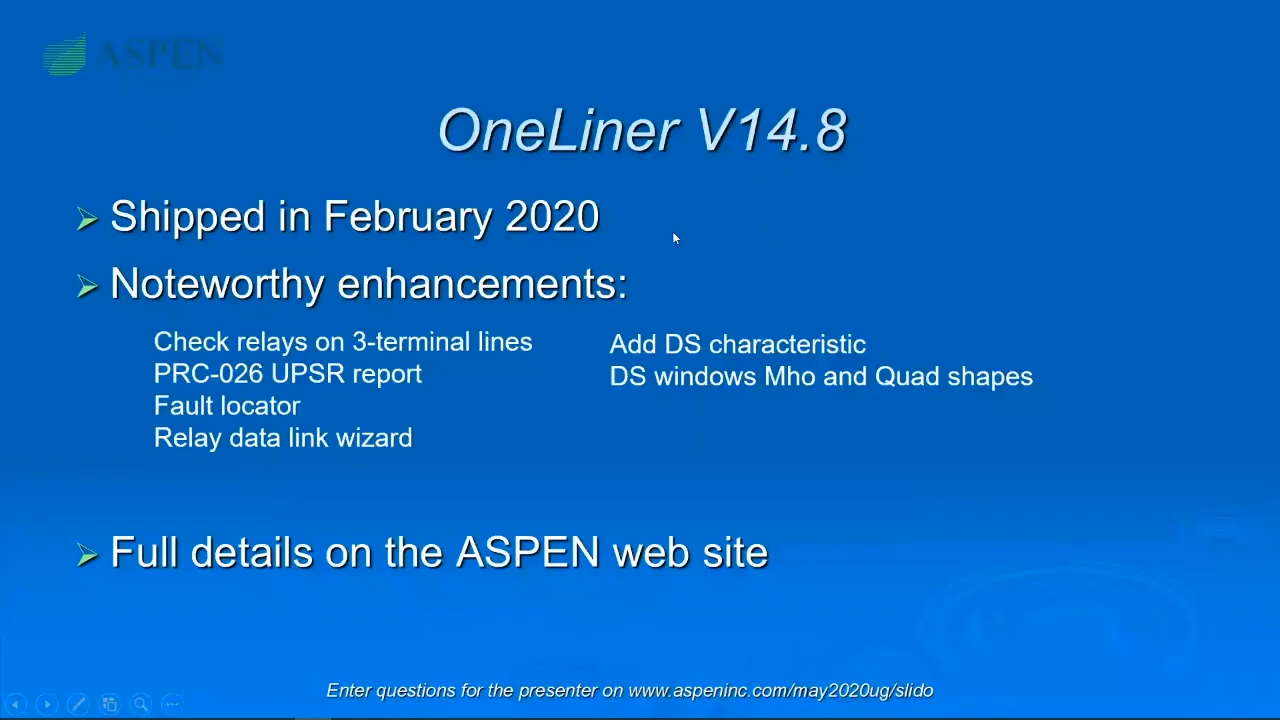 ASPEN
OneLiner V14.8
Shipped in February 2020
Noteworthy enhancements:
Check relays on 3-terminal lines
PRC-026 UPSR report
Fault locator
Relay data link wizard
Add DS characteristic
DS windows Mho and Quad shapes
Full details on the ASPEN web site
Enter questions for the presenter on www.aspeninc.com/may2020ug/slido